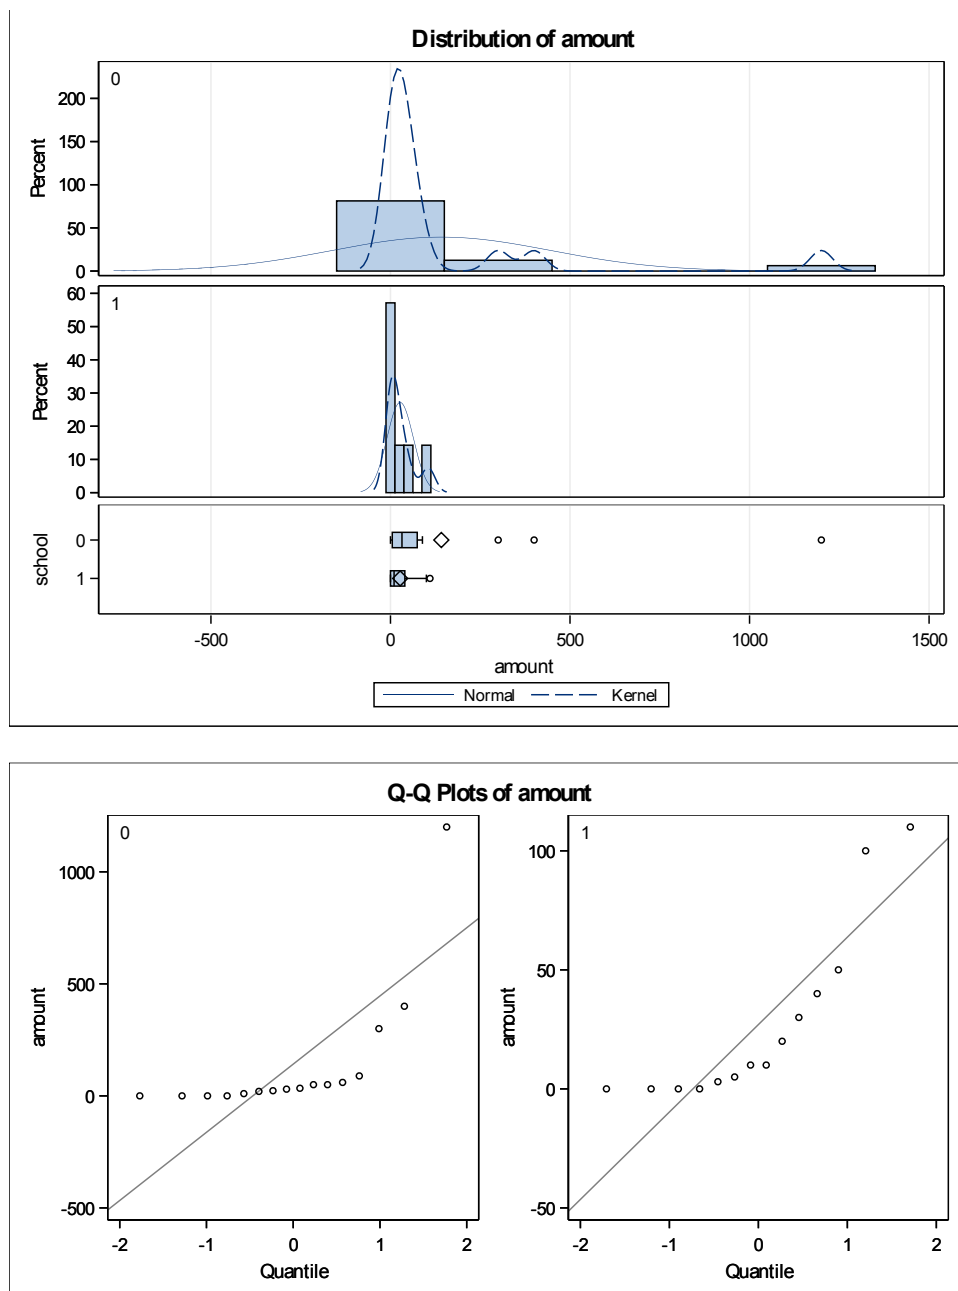 Distribution of amount
0
200
150
100
50
0
Percent
1
60
50
40
30
20
10
0
Percent
school
0
1
-500 0 500 1000 1500
amount
Normal Kernel
Q-Q Plots of amount
0
1000
500
0
-500
amount
-2 -1 0 1 2
Quantile
1
100
50
0
-50
amount
-2 -1 0 1 2
Quantile